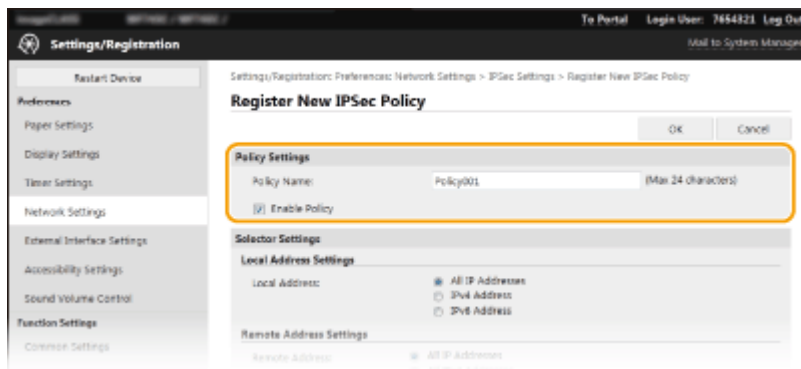 To Portal Login User: 7654321 Log Out
Settings/Registration
Mail to System Manager
Restart Device
Preferences
Paper Settings
Display Settings
Timer Settings
Network Settings
External Interface Settings
Accessibility Settings
Sound Volume Control
Function Settings
Common Settings
Settings/Registration: Preferences: Network Settings > IPSec Settings > Register New IPSec Policy
Register New IPSec Policy
OK Cancel
Policy Settings
Policy Name: Policy001 (Max 24 characters)
Enable Policy
Selector Settings
Local Address Settings
Local Address: All IP Addresses
IPv4 Address
IPv6 Address
Remote Address Settings
Remote Address: All IP Addresses